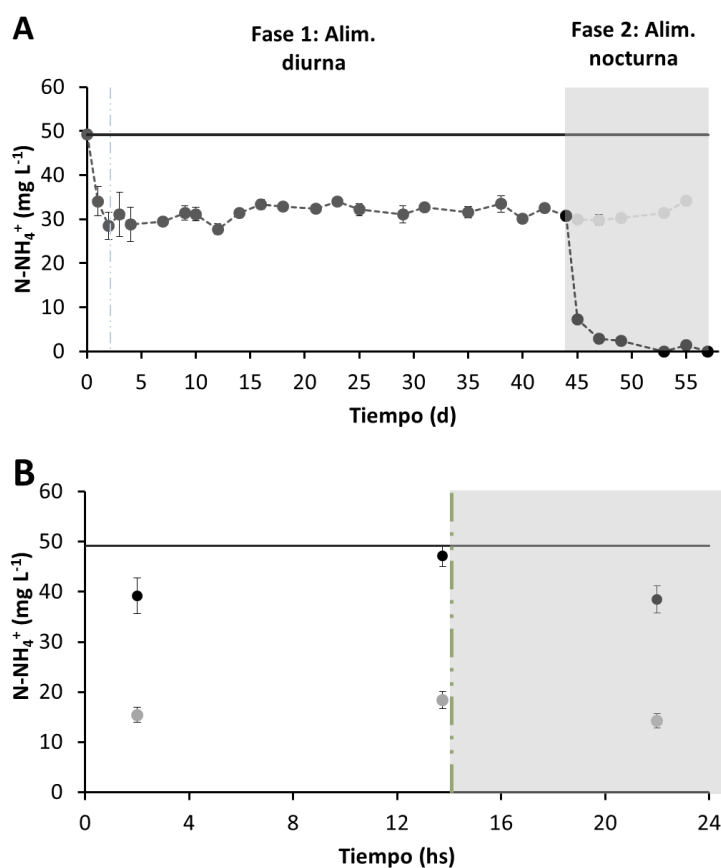 A
Fase 1: Alim.
diurna
Fase 2: Alim.
nocturna
60
50
40
30
20
10
0
N-NH₄⁺ (mg L⁻¹)
0 5 10 15 20 25 30 35 40 45 50 55
Tiempo (d)
B
60
50
40
30
20
10
0
N-NH₄⁺ (mg L⁻¹)
0 4 8 12 16 20 24
Tiempo (hs)